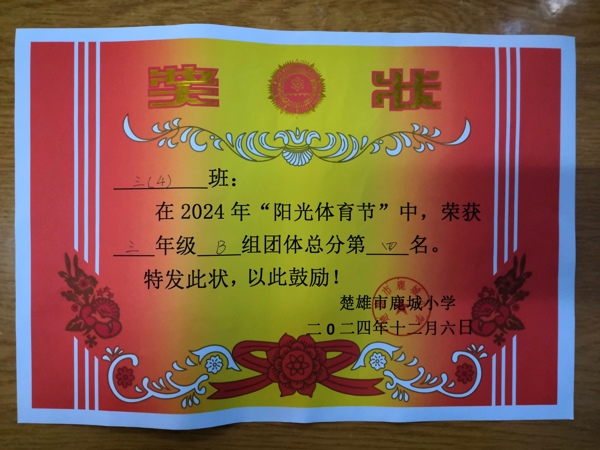 奖状
三(4)班：
在2024年“阳光体育节”中，荣获
三年级B组团体总分第四名。
特发此状，以此鼓励！
楚雄市鹿城小学
二0二四年十二月六日